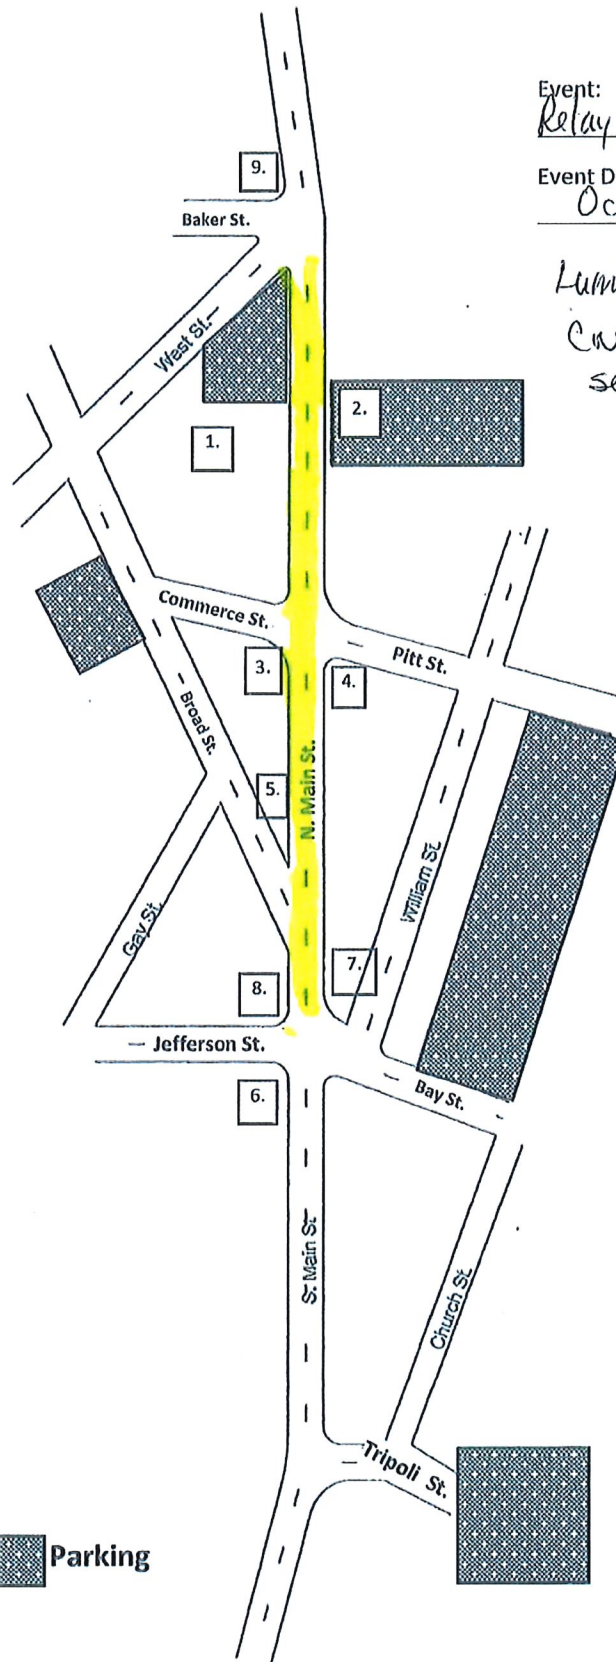 Event:
Relay
Event D
Oc
9.
Baker St.
West St.
2.
1.
Commerce St.
Pitt St.
3.
4.
Broad St.
5.
N. Main St.
William St.
Gay St.
7.
8.
Jefferson St.
6.
Bay St.
S. Main St.
Church St.
Tripoli St.
Parking